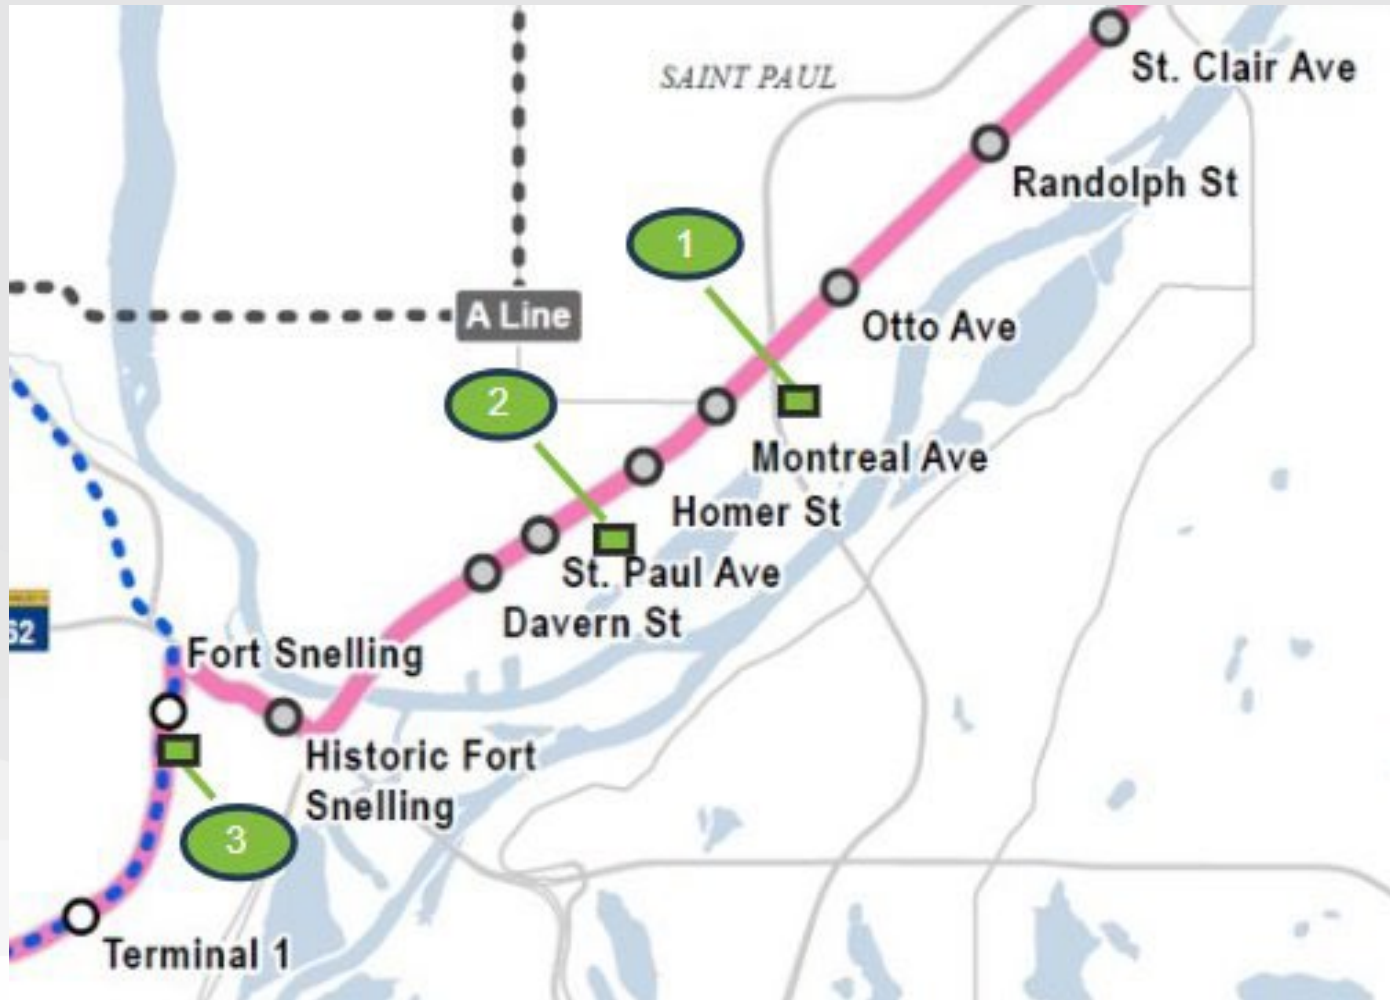 SAINT PAUL
St. Clair Ave
Randolph St
1
A Line
Otto Ave
2
Montreal Ave
Homer St
St. Paul Ave
Davern St
62
Fort Snelling
Historic Fort
Snelling
3
Terminal 1